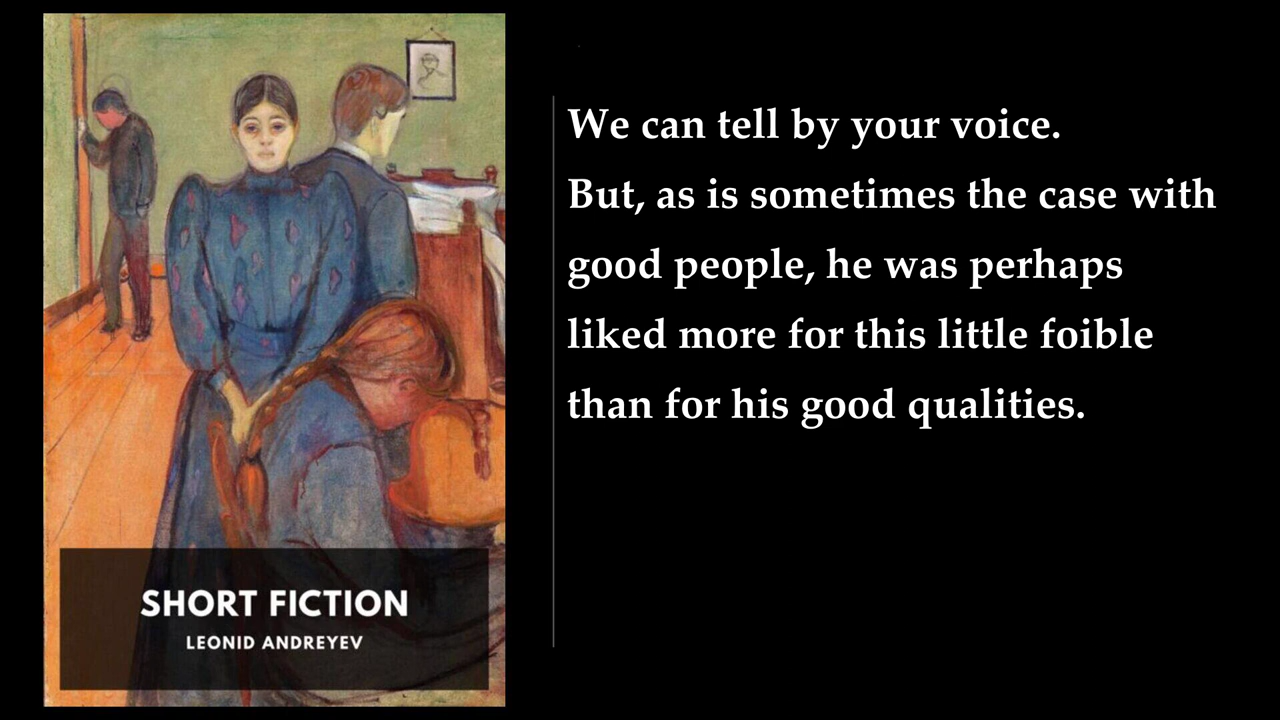 We can tell by your voice.
But, as is sometimes the case with
good people, he was perhaps
liked more for this little foible
than for his good qualities.
SHORT FICTION
LEONID ANDREYEV